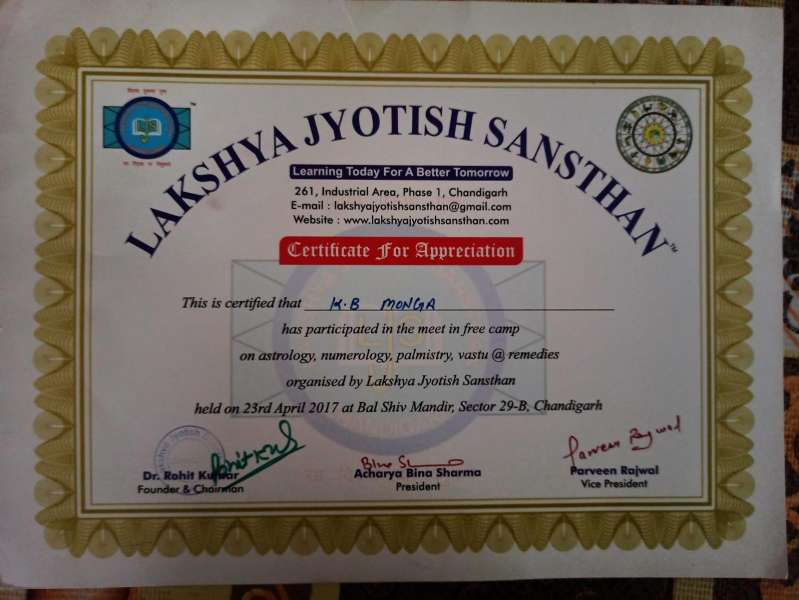 LAKSHYA JYOTISH SANSTHAN™
Learning Today For A Better Tomorrow
261, Industrial Area, Phase 1, Chandigarh
E-mail : lakshyajyotishsansthan@gmail.com
Website : www.lakshyajyotishsansthan.com
Certificate For Appreciation
This is certified that K.B MONGA
has participated in the meet in free camp
on astrology, numerology, palmistry, vastu @ remedies
organised by Lakshya Jyotish Sansthan
held on 23rd April 2017 at Bal Shiv Mandir, Sector 29-B, Chandigarh
Dr. Rohit Kumar
Founder & Chairman
Acharya Bina Sharma
President
Parveen Rajwal
Parveen Rajwal
Vice President